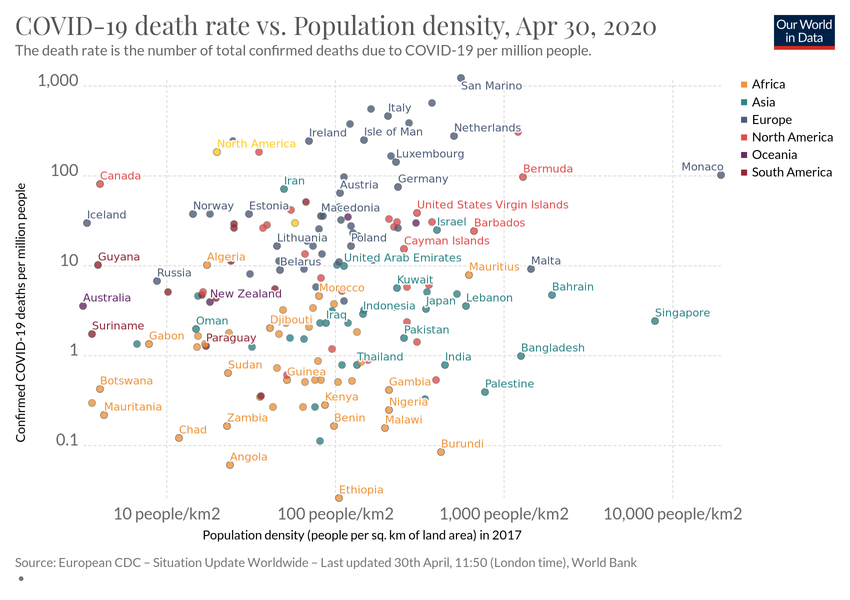 COVID-19 death rate vs. Population density, Apr 30, 2020
The death rate is the number of total confirmed deaths due to COVID-19 per million people.
Our World
in Data
1,000
San Marino
Africa
Asia
Italy
Europe
Ireland
Isle of Man
Netherlands
North America
North America
Luxembourg
Oceania
100
Canada
Iran
Bermuda
Monaco
South America
Austria
Germany
Iceland
Norway
Estonia
Macedonia
United States Virgin Islands
Israel
Barbados
Lithuania
Poland
Cayman Islands
10
Guyana
Algeria
Belarus
United Arab Emirates
Mauritius
Malta
Russia
Kuwait
Bahrain
Australia
New Zealand
Morocco
Indonesia
Japan
Lebanon
Suriname
Oman
Djibouti
Iraq
Singapore
Gabon
Paraguay
Pakistan
1
Thailand
India
Bangladesh
Botswana
Sudan
Guinea
Gambia
Palestine
Mauritania
Kenya
Nigeria
Zambia
Benin
Malawi
0.1
Chad
Burundi
Angola
Ethiopia
Confirmed COVID-19 deaths per million people
10 people/km2
100 people/km2
1,000 people/km2
10,000 people/km2
Population density (people per sq. km of land area) in 2017
Source: European CDC – Situation Update Worldwide – Last updated 30th April, 11:50 (London time), World Bank